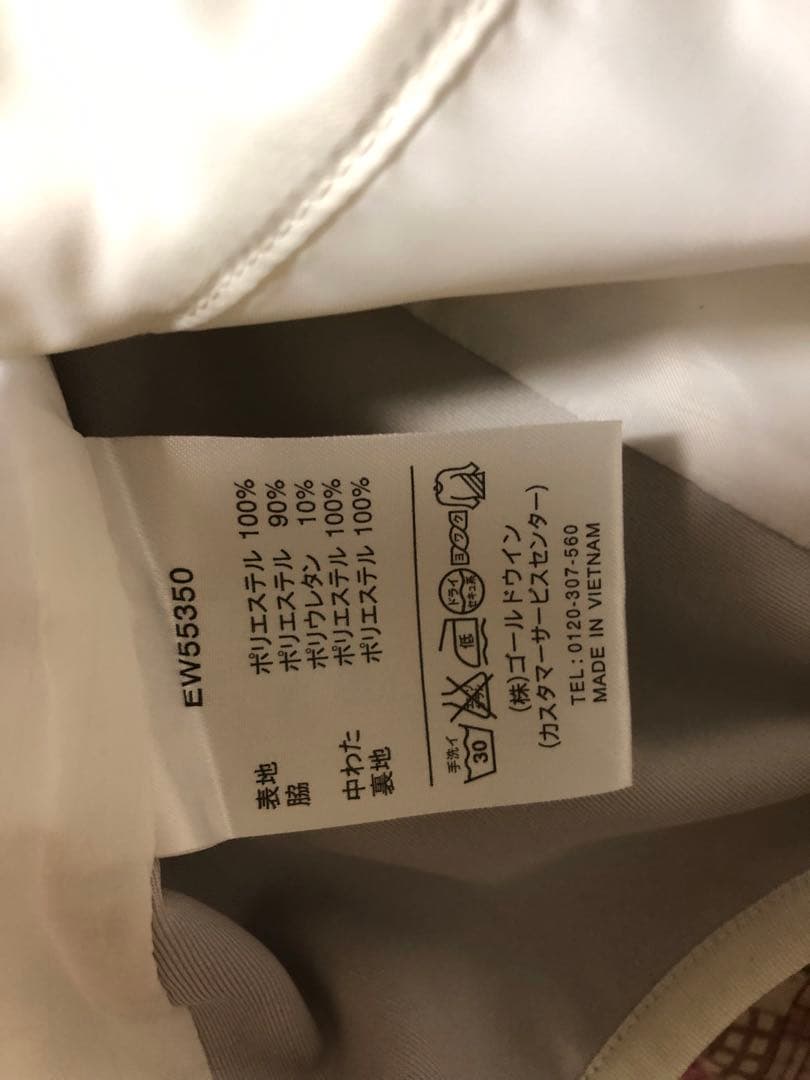 EW55350
表地 ポリエステル 100%
脇 ポリエステル 90%
ポリウレタン 10%
中わた ポリエステル 100%
裏地 ポリエステル 100%
手洗イ
30
低
ドライ
セキユ系
ヨワク
(株)ゴールドウイン
(カスタマーサービスセンター)
TEL:0120-307-560
MADE IN VIETNAM